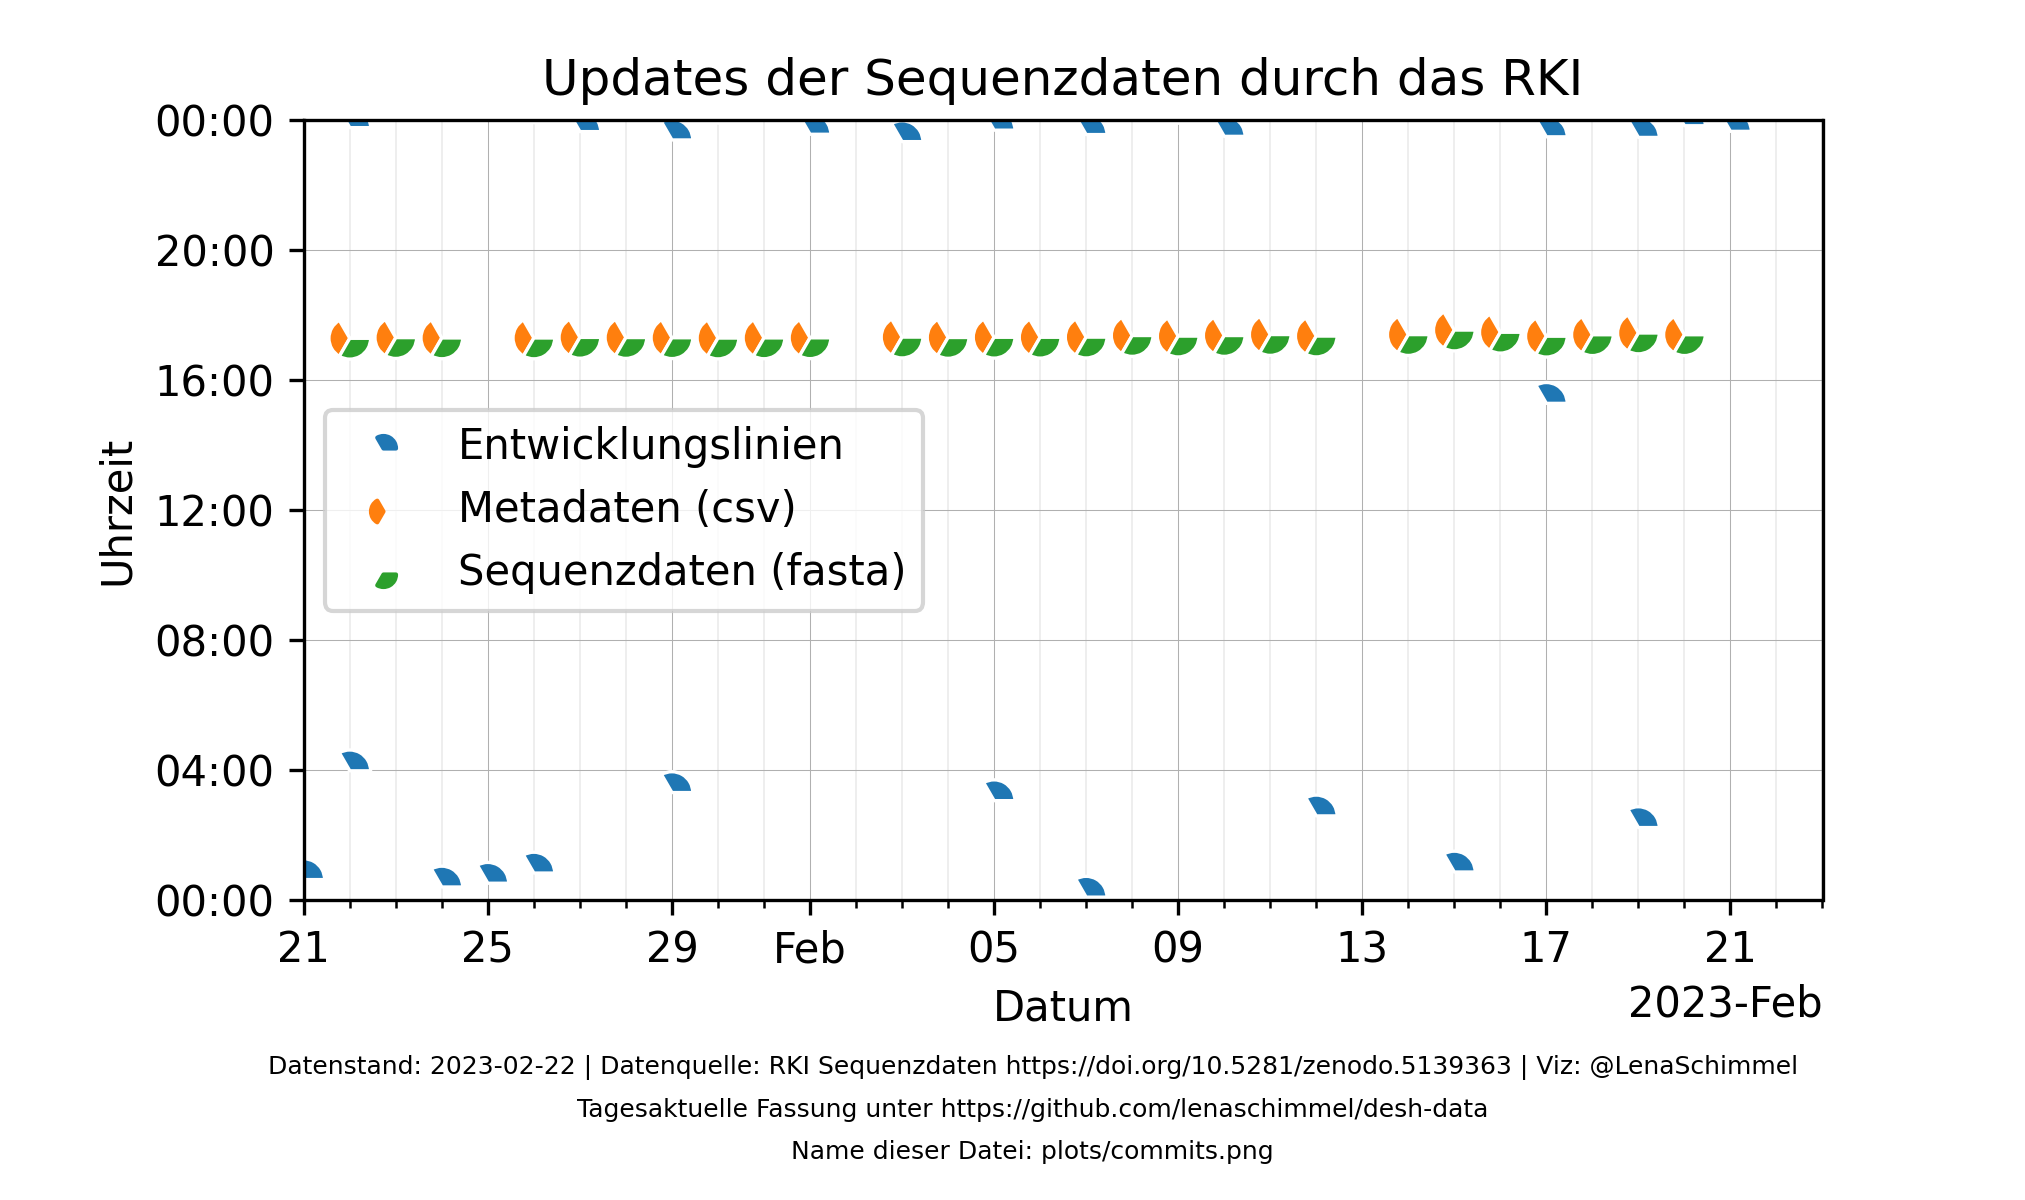 Updates der Sequenzdaten durch das RKI
00:00
20:00
16:00
12:00
08:00
04:00
00:00
Uhrzeit
Entwicklungslinien
Metadaten (csv)
Sequenzdaten (fasta)
21 25 29 Feb 05 09 13 17 21
2023-Feb
Datum
Datenstand: 2023-02-22 | Datenquelle: RKI Sequenzdaten https://doi.org/10.5281/zenodo.5139363 | Viz: @LenaSchimmel
Tagesaktuelle Fassung unter https://github.com/lenaschimmel/desh-data
Name dieser Datei: plots/commits.png